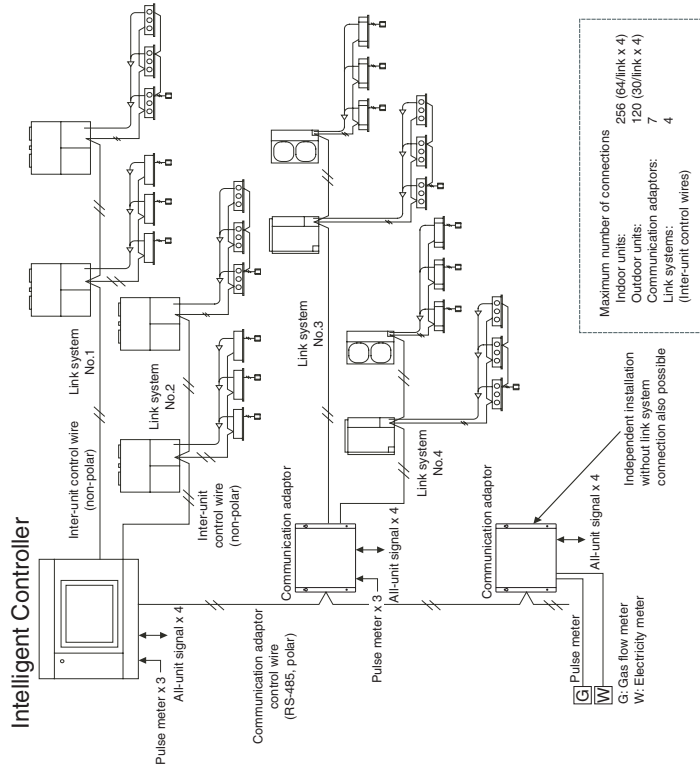 Intelligent Controller
Pulse meter x 3
All-unit signal x 4
Inter-unit control wire
(non-polar)
Link system
No.1
Link system
No.2
Inter-unit
control wire
(non-polar)
Communication adaptor
control wire
(RS-485, polar)
Communication adaptor
Pulse meter x 3
All-unit signal x 4
Link system
No.3
Link system
No.4
Communication adaptor
All-unit signal x 4
Independent installation
without link system
connection also possible
Pulse meter
G
W
G: Gas flow meter
W: Electricity meter
Maximum number of connections
Indoor units: 256 (64/link x 4)
Outdoor units: 120 (30/link x 4)
Communication adaptors: 7
Link systems: 4
(Inter-unit control wires)